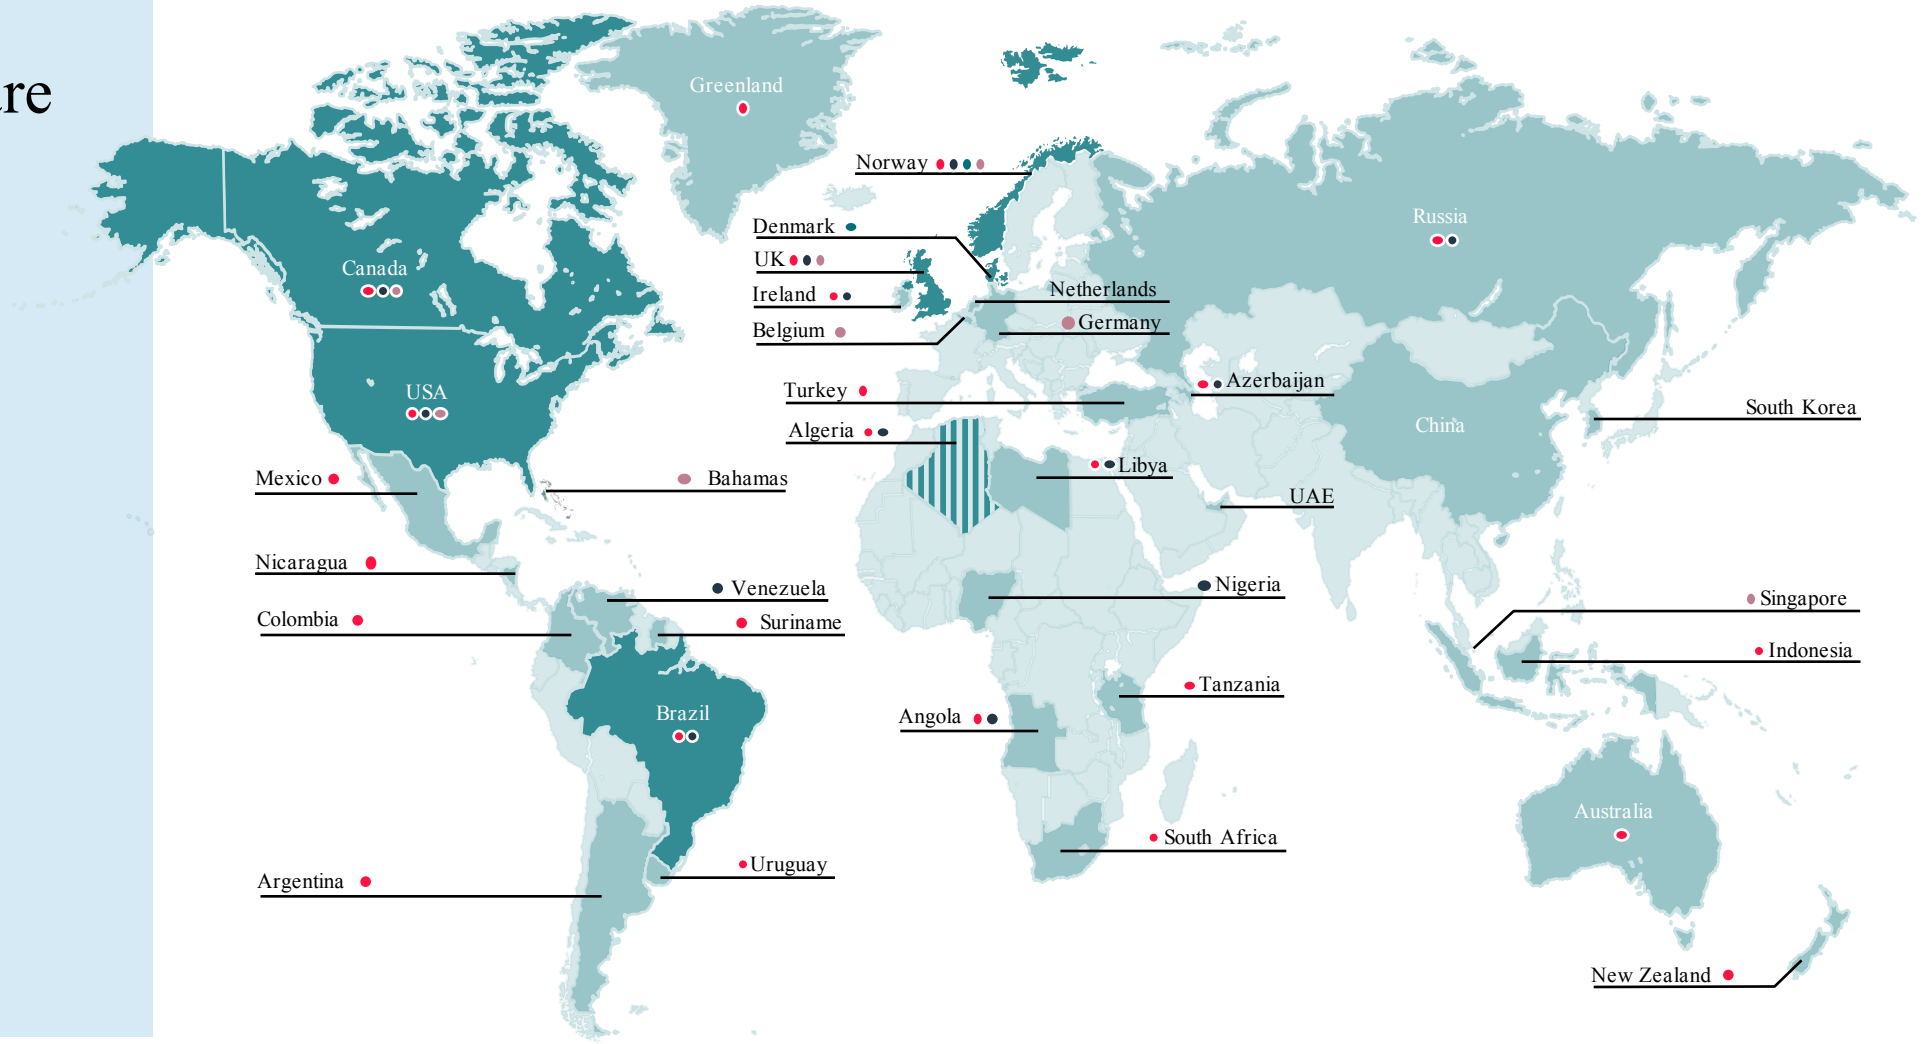 Greenland
re
Norway
Russia
Denmark
UK
Canada
Netherlands
Ireland
Germany
Belgium
Azerbaijan
USA
Turkey
South Korea
China
Algeria
Libya
Mexico
Bahamas
UAE
Nicaragua
Nigeria
Venezuela
Singapore
Colombia
Suriname
Indonesia
Tanzania
Brazil
Angola
Australia
South Africa
Uruguay
Argentina
New Zealand